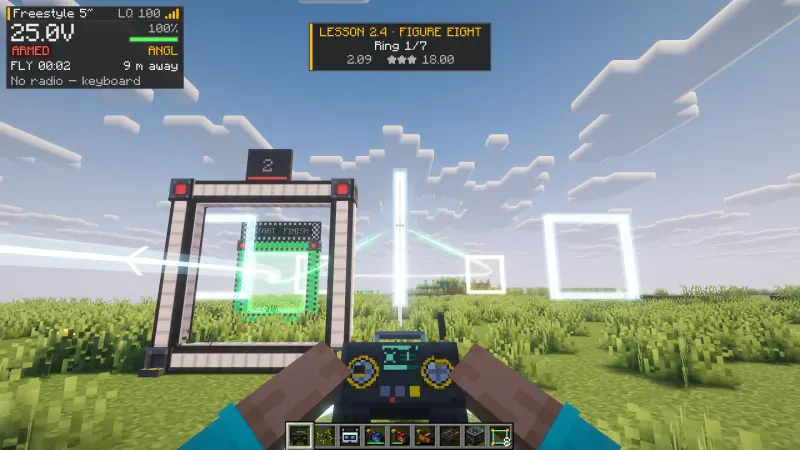 Freestyle 5" LQ 100
25.0V 100%
ARMED ANGL
FLY 00:02 9 m away
No radio – keyboard
LESSON 2.4 · FIGURE EIGHT
Ring 1/7
2.09 ★★★ 18.00
2
START FINISH
8